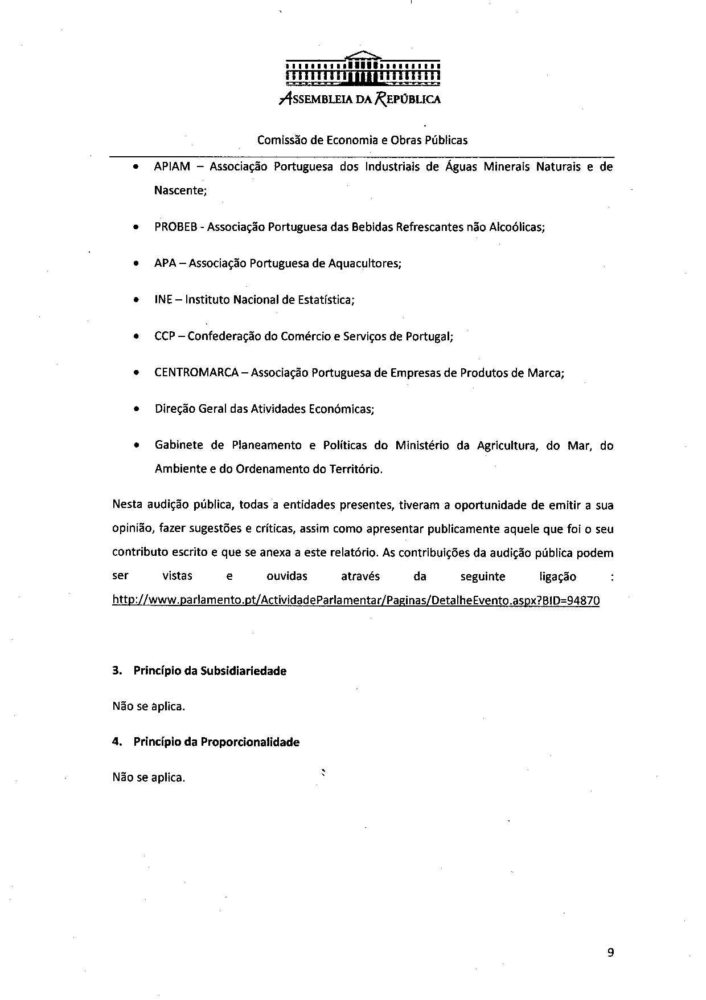 ASSEMBLEIA DA REPÚBLICA
Comissão de Economia e Obras Públicas
• APIAM – Associação Portuguesa dos Industriais de Águas Minerais Naturais e de
Nascente;
• PROBEB - Associação Portuguesa das Bebidas Refrescantes não Alcoólicas;
• APA – Associação Portuguesa de Aquacultores;
• INE – Instituto Nacional de Estatística;
• CCP – Confederação do Comércio e Serviços de Portugal;
• CENTROMARCA – Associação Portuguesa de Empresas de Produtos de Marca;
• Direção Geral das Atividades Económicas;
• Gabinete de Planeamento e Políticas do Ministério da Agricultura, do Mar, do
Ambiente e do Ordenamento do Território.
Nesta audição pública, todas a entidades presentes, tiveram a oportunidade de emitir a sua
opinião, fazer sugestões e críticas, assim como apresentar publicamente aquele que foi o seu
contributo escrito e que se anexa a este relatório. As contribuições da audição pública podem
ser vistas e ouvidas através da seguinte ligação :
http://www.parlamento.pt/ActividadeParlamentar/Paginas/DetalheEvento.aspx?BID=94870
3. Princípio da Subsidiariedade
Não se aplica.
4. Princípio da Proporcionalidade
Não se aplica.
9